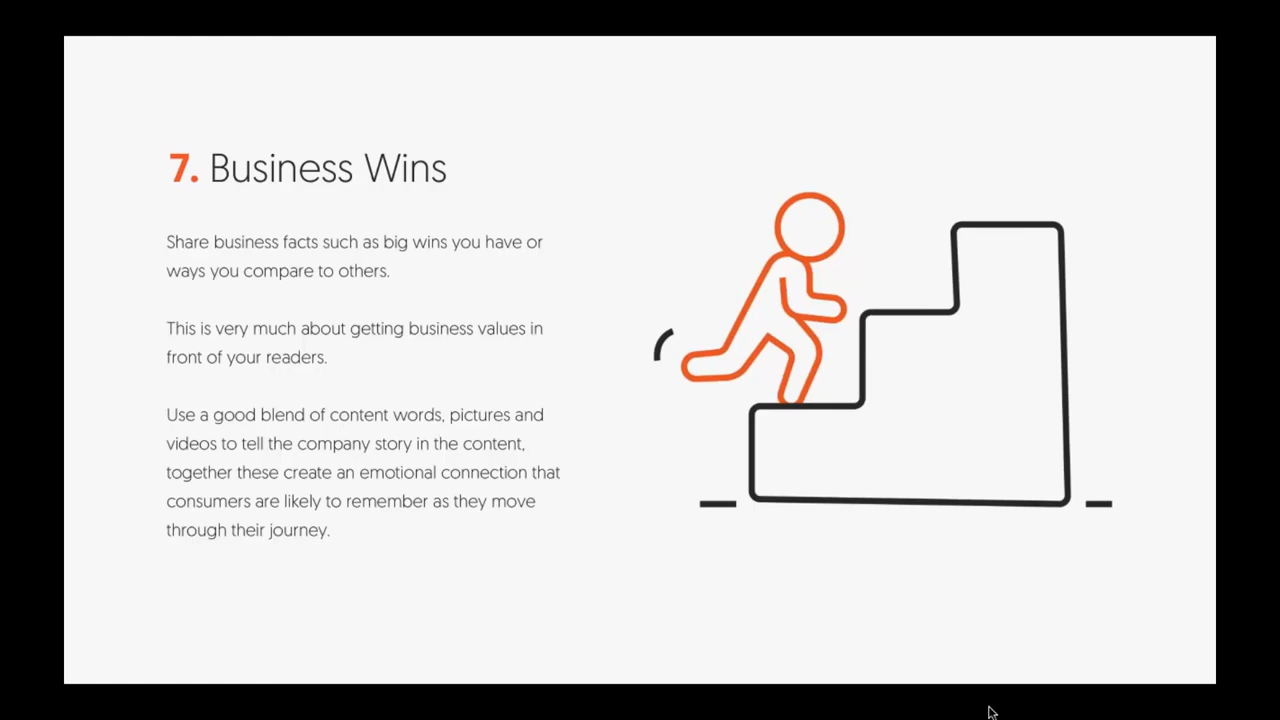 7. Business Wins
Share business facts such as big wins you have or
ways you compare to others.
This is very much about getting business values in
front of your readers.
Use a good blend of content words, pictures and
videos to tell the company story in the content,
together these create an emotional connection that
consumers are likely to remember as they move
through their journey.